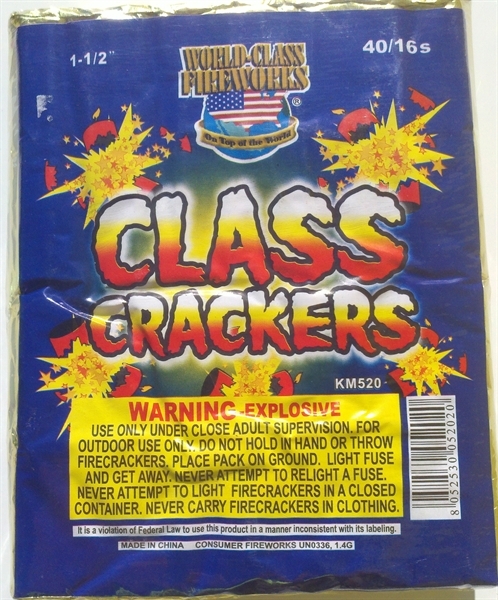 1-1/2"
40/16s
WORLD-CLASS
FIREWORKS
®
On Top of the World
CLASS
CRACKERS
KM520
WARNING-EXPLOSIVE
USE ONLY UNDER CLOSE ADULT SUPERVISION. FOR
OUTDOOR USE ONLY. DO NOT HOLD IN HAND OR THROW
FIRECRACKERS. PLACE PACK ON GROUND. LIGHT FUSE
AND GET AWAY. NEVER ATTEMPT TO RELIGHT A FUSE.
NEVER ATTEMPT TO LIGHT FIRECRACKERS IN A CLOSED
CONTAINER. NEVER CARRY FIRECRACKERS IN CLOTHING.
8 052530 052020
It is a violation of Federal Law to use this product in a manner inconsistent with its labeling.
MADE IN CHINA CONSUMER FIREWORKS UN0336, 1.4G